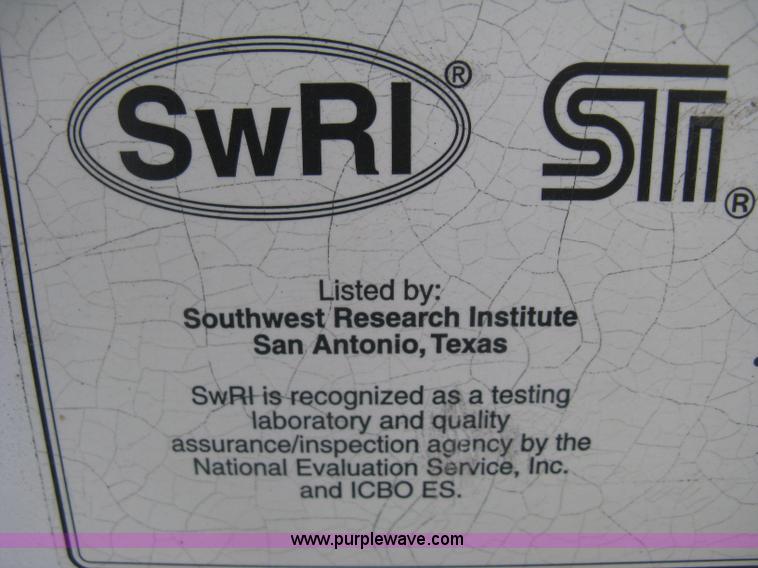 SwRI® STi®
Listed by:
Southwest Research Institute
San Antonio, Texas
SwRI is recognized as a testing
laboratory and quality
assurance/inspection agency by the
National Evaluation Service, Inc.
and ICBO ES.
www.purplewave.com